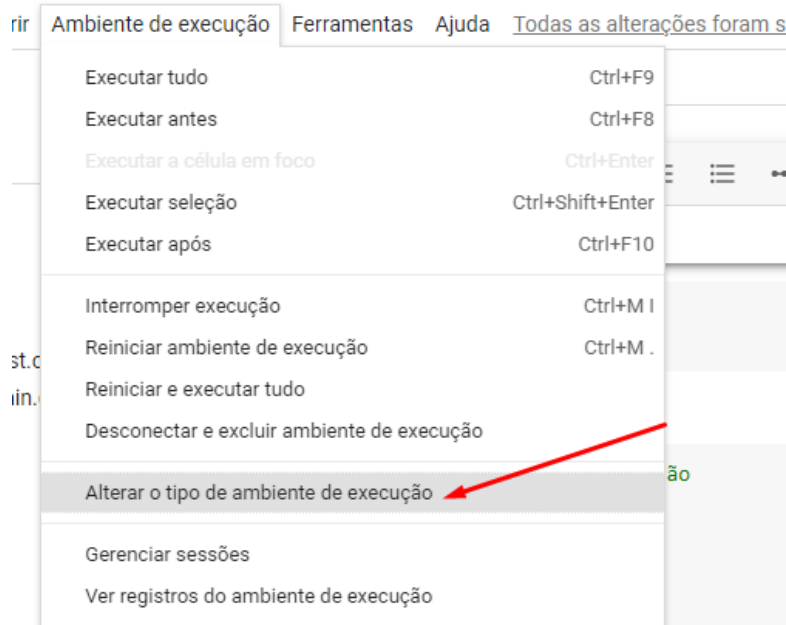 rir Ambiente de execução Ferramentas Ajuda Todas as alterações foram s
Executar tudo Ctrl+F9
Executar antes Ctrl+F8
Executar a célula em foco Ctrl+Enter
Executar seleção Ctrl+Shift+Enter
Executar após Ctrl+F10
Interromper execução Ctrl+M I
Reiniciar ambiente de execução Ctrl+M .
st.c
Reiniciar e executar tudo
in.
Desconectar e excluir ambiente de execução
ão
Alterar o tipo de ambiente de execução
Gerenciar sessões
Ver registros do ambiente de execução